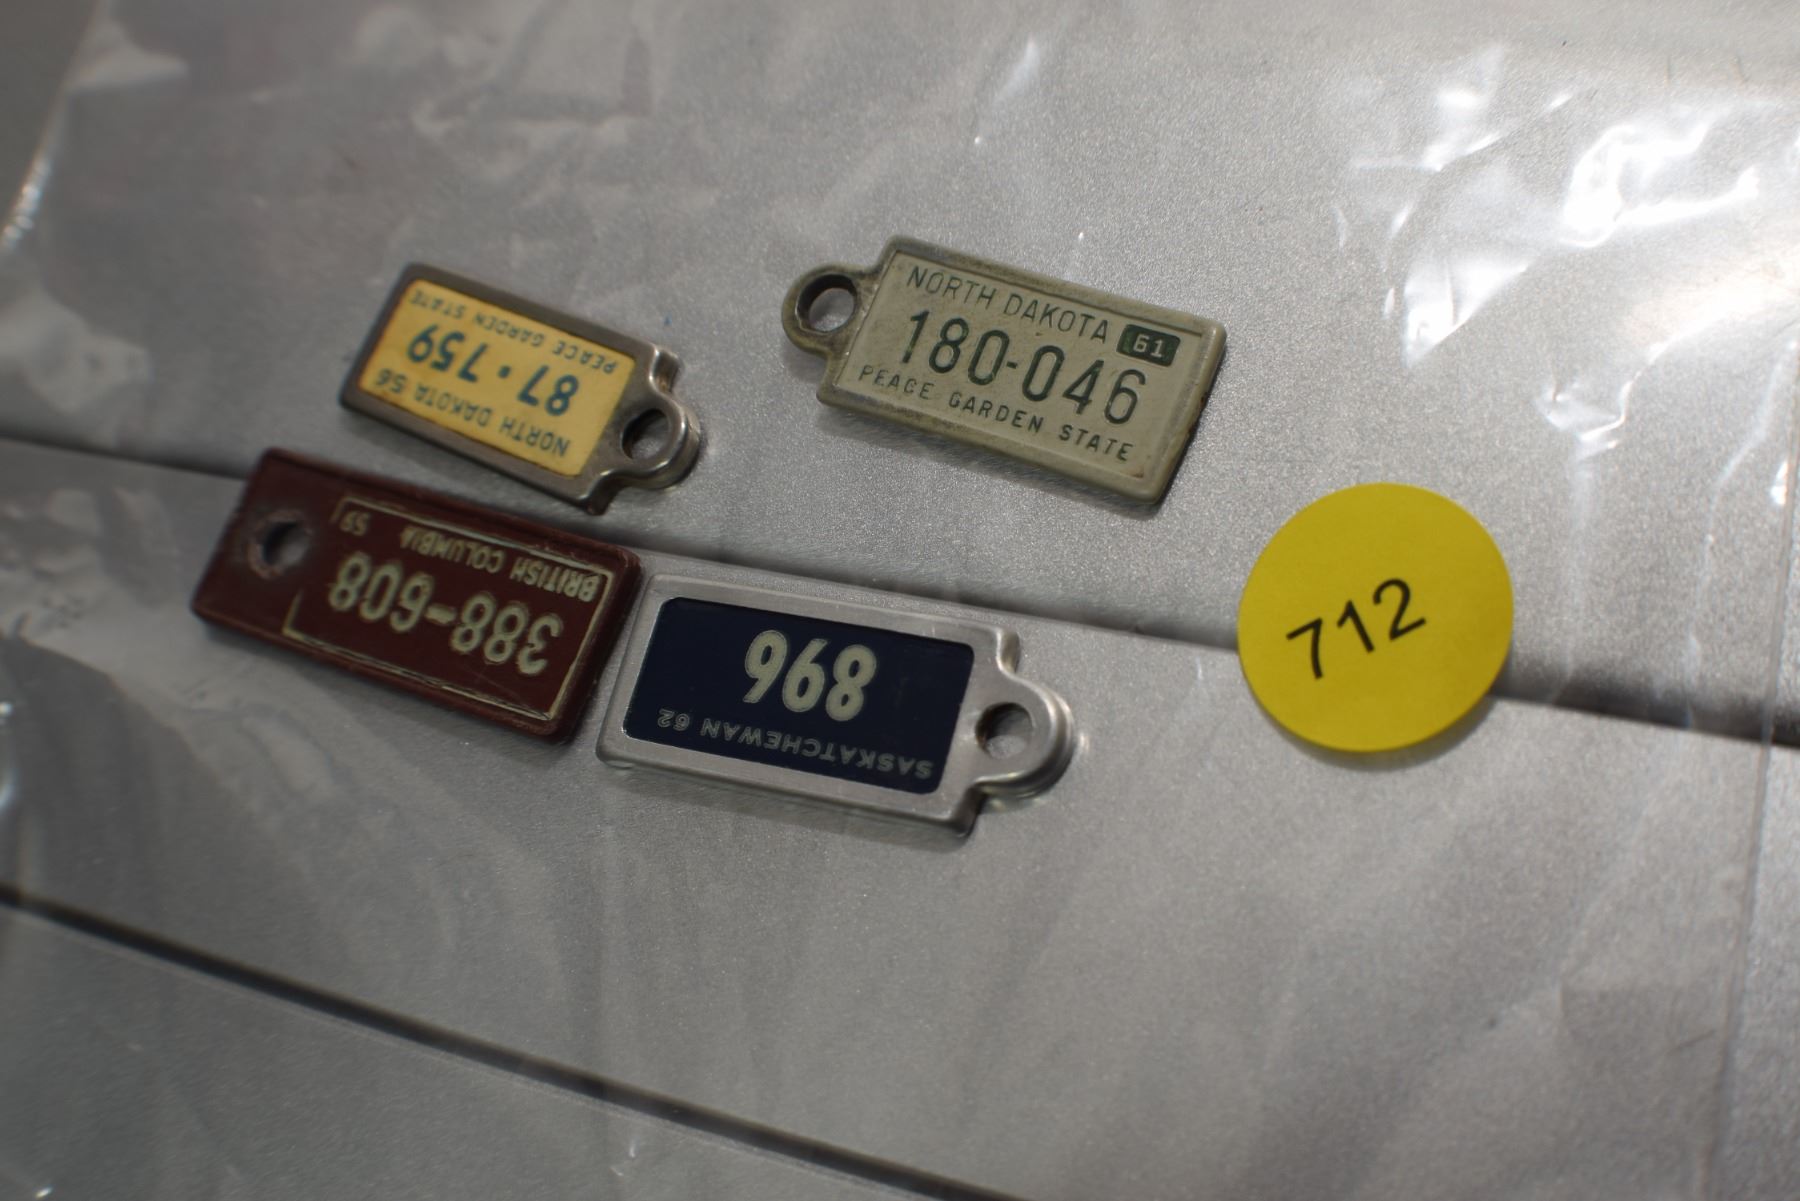 NORTH DAKOTA 56
87·759
PEACE GARDEN STATE
NORTH DAKOTA 61
180-046
PEACE GARDEN STATE
388-608
BRITISH COLUMBIA 59
SASKATCHEWAN 62
896
712